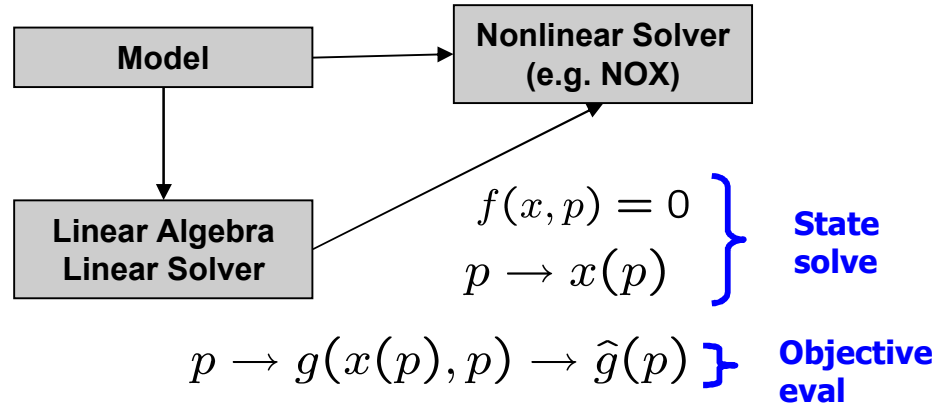 Model
Nonlinear Solver
(e.g. NOX)
Linear Algebra
Linear Solver
f(x, p) = 0
p → x(p)
State
solve
p → g(x(p), p) → ĝ(p)
Objective
eval